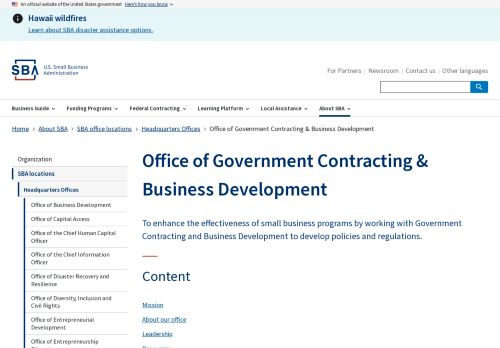 An official website of the United States government Here's how you know
Hawaii wildfires
Learn about SBA disaster assistance options.
SBA
U.S. Small Business
Administration
For Partners Newsroom Contact us Other languages
Business Guide Funding Programs Federal Contracting Learning Platform Local Assistance About SBA
Home About SBA SBA office locations Headquarters Offices Office of Government Contracting & Business Development
Organization
SBA locations
Headquarters Offices
Office of Business Development
Office of Capital Access
Office of the Chief Human Capital
Officer
Office of the Chief Information
Officer
Office of Disaster Recovery and
Resilience
Office of Diversity, Inclusion and
Civil Rights
Office of Entrepreneurial
Development
Office of Entrepreneurship
Office of Government Contracting &
Business Development
To enhance the effectiveness of small business programs by working with Government
Contracting and Business Development to develop policies and regulations.
Content
Mission
About our office
Leadership